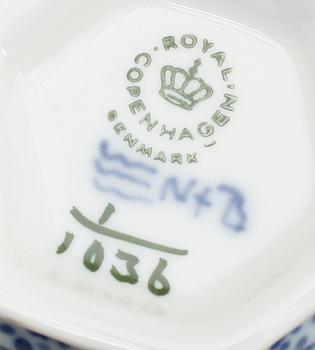 ROYAL COPENHAGEN
DENMARK
N+B
1
1036